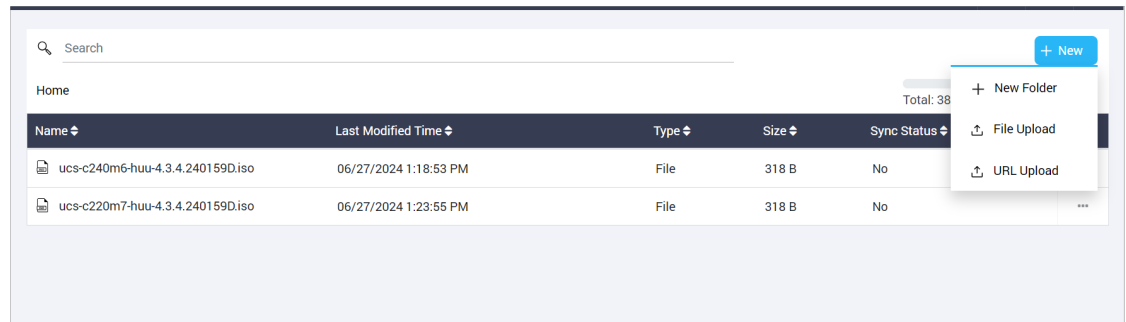 Search
+ New
Home
+ New Folder
Total: 38
File Upload
URL Upload
Name Last Modified Time Type Size Sync Status
ucs-c240m6-huu-4.3.4.240159D.iso 06/27/2024 1:18:53 PM File 318 B No
ucs-c220m7-huu-4.3.4.240159D.iso 06/27/2024 1:23:55 PM File 318 B No ...